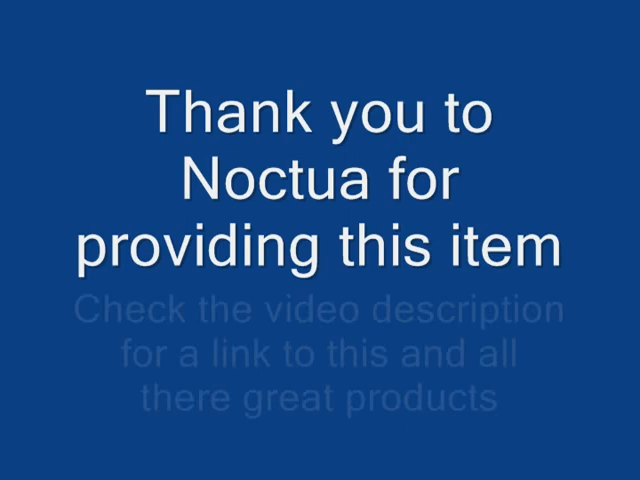 Thank you to
Noctua for
providing this item
Check the video description
for a link to this and all
there great products